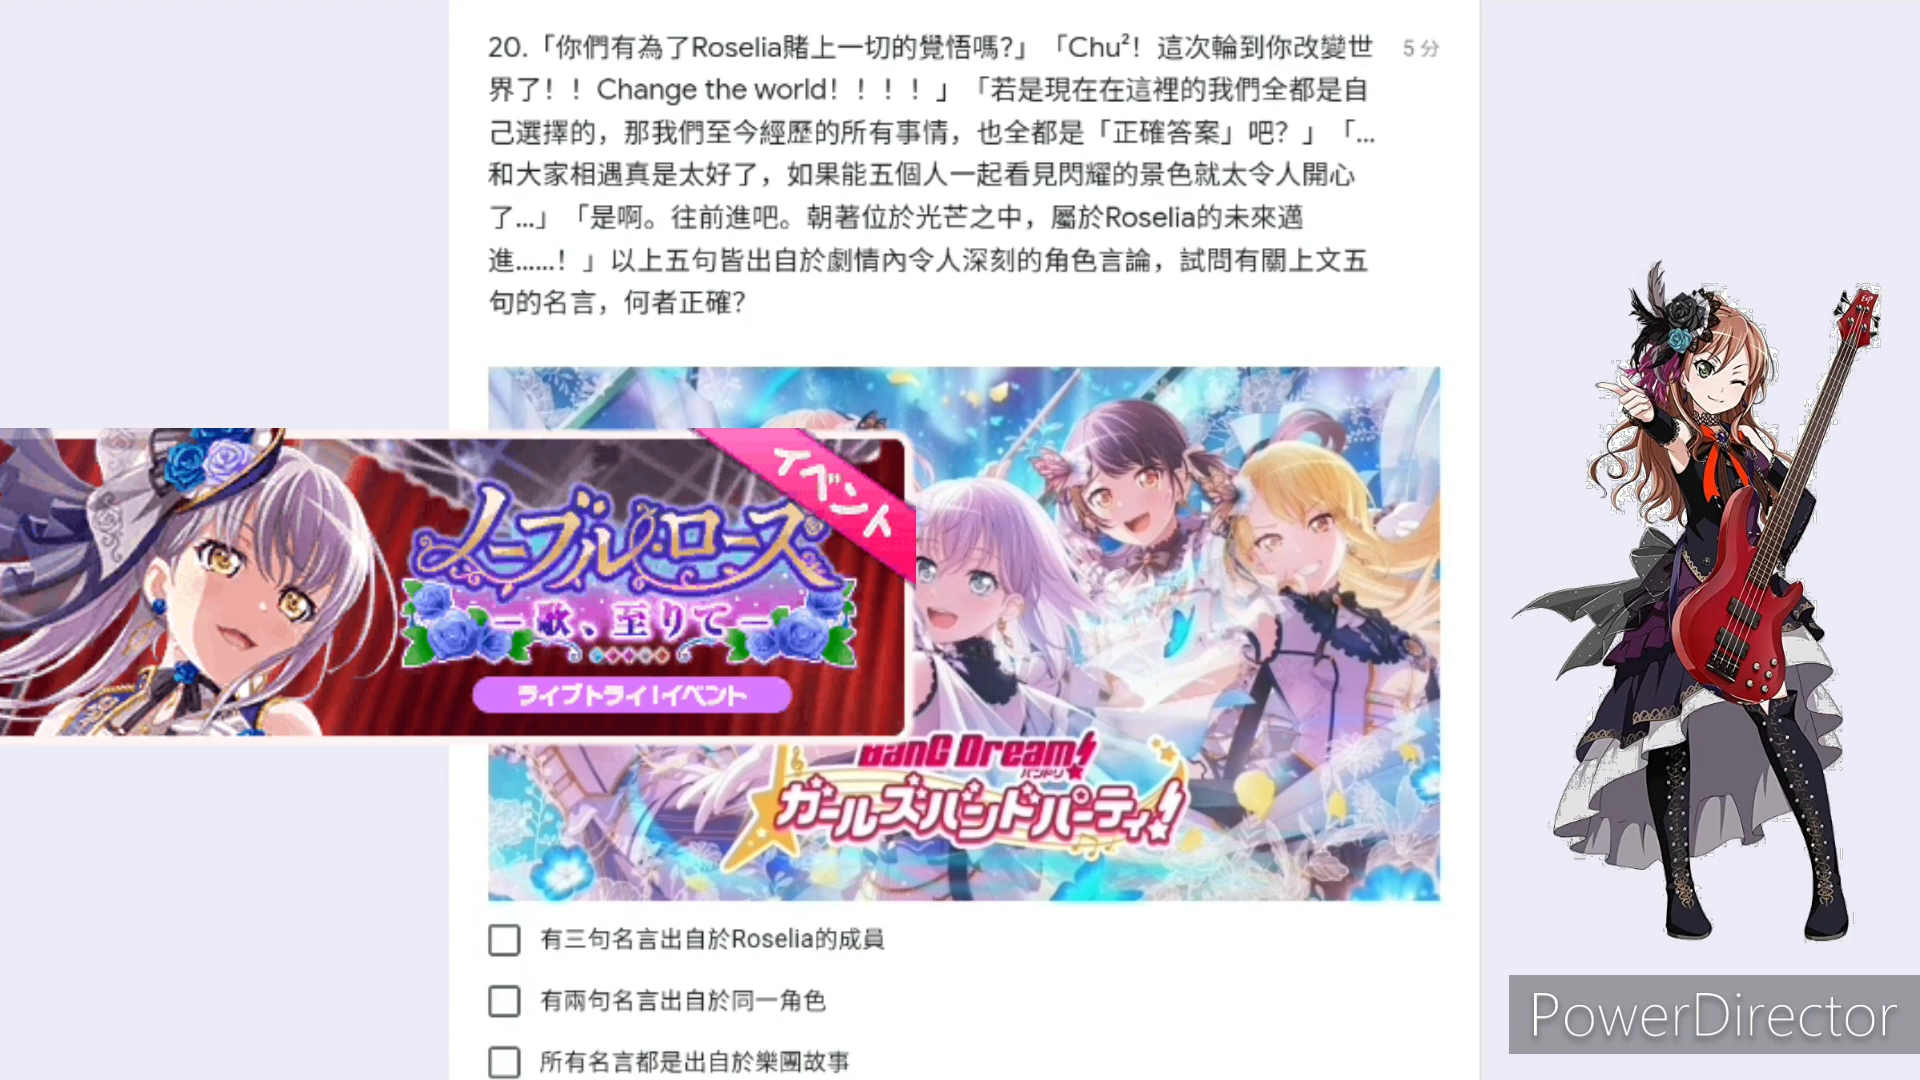 20.「你們有為了Roselia賭上一切的覺悟嗎?」「Chu²！這次輪到你改變世
5 分
界了！！Change the world！！！！」「若是現在在這裡的我們全都是自
己選擇的，那我們至今經歷的所有事情，也全都是「正確答案」吧？」「...
和大家相遇真是太好了，如果能五個人一起看見閃耀的景色就太令人開心
了...」「是啊。往前進吧。朝著位於光芒之中，屬於Roselia的未來邁
進......！」以上五句皆出自於劇情內令人深刻的角色言論，試問有關上文五
句的名言，何者正確？
イベント
ノーブル・ローズ
－歌、至りて－
ライブトライ!イベント
BanG Dream!
バンドリ
ガールズバンドパーティ!
有三句名言出自於Roselia的成員
有兩句名言出自於同一角色
所有名言都是出自於樂團故事
PowerDirector